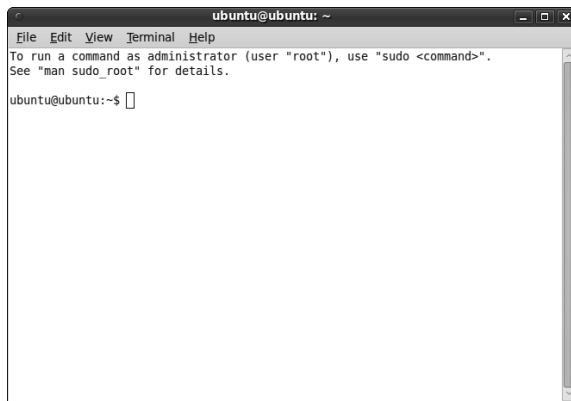 ubuntu@ubuntu: ~
File Edit View Terminal Help
To run a command as administrator (user "root"), use "sudo <command>".
See "man sudo_root" for details.
ubuntu@ubuntu:~$